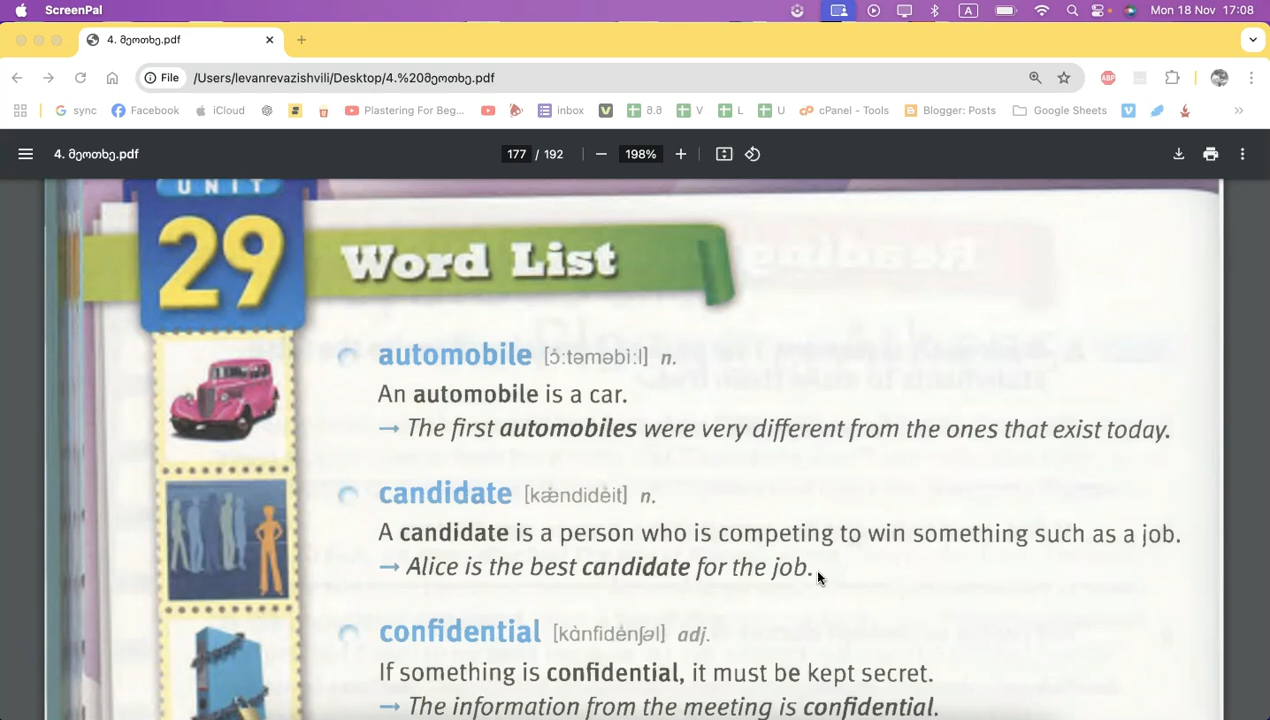 ScreenPal
Mon 18 Nov 17:08
4. მეოთხე.pdf
File
/Users/levanrevazishvili/Desktop/4.%20მეოთხე.pdf
ABP
sync
Facebook
iCloud
Plastering For Beg...
inbox
მ.მ
V
L
U
cPanel - Tools
Blogger: Posts
Google Sheets
4. მეოთხე.pdf
177 / 192
198%
UNIT
29
Word List
automobile [ɔ́:təməbì:l] n.
An automobile is a car.
→ The first automobiles were very different from the ones that exist today.
candidate [kǽndidèit] n.
A candidate is a person who is competing to win something such as a job.
→ Alice is the best candidate for the job.
confidential [kɑ̀nfidénʃəl] adj.
If something is confidential, it must be kept secret.
→ The information from the meeting is confidential.